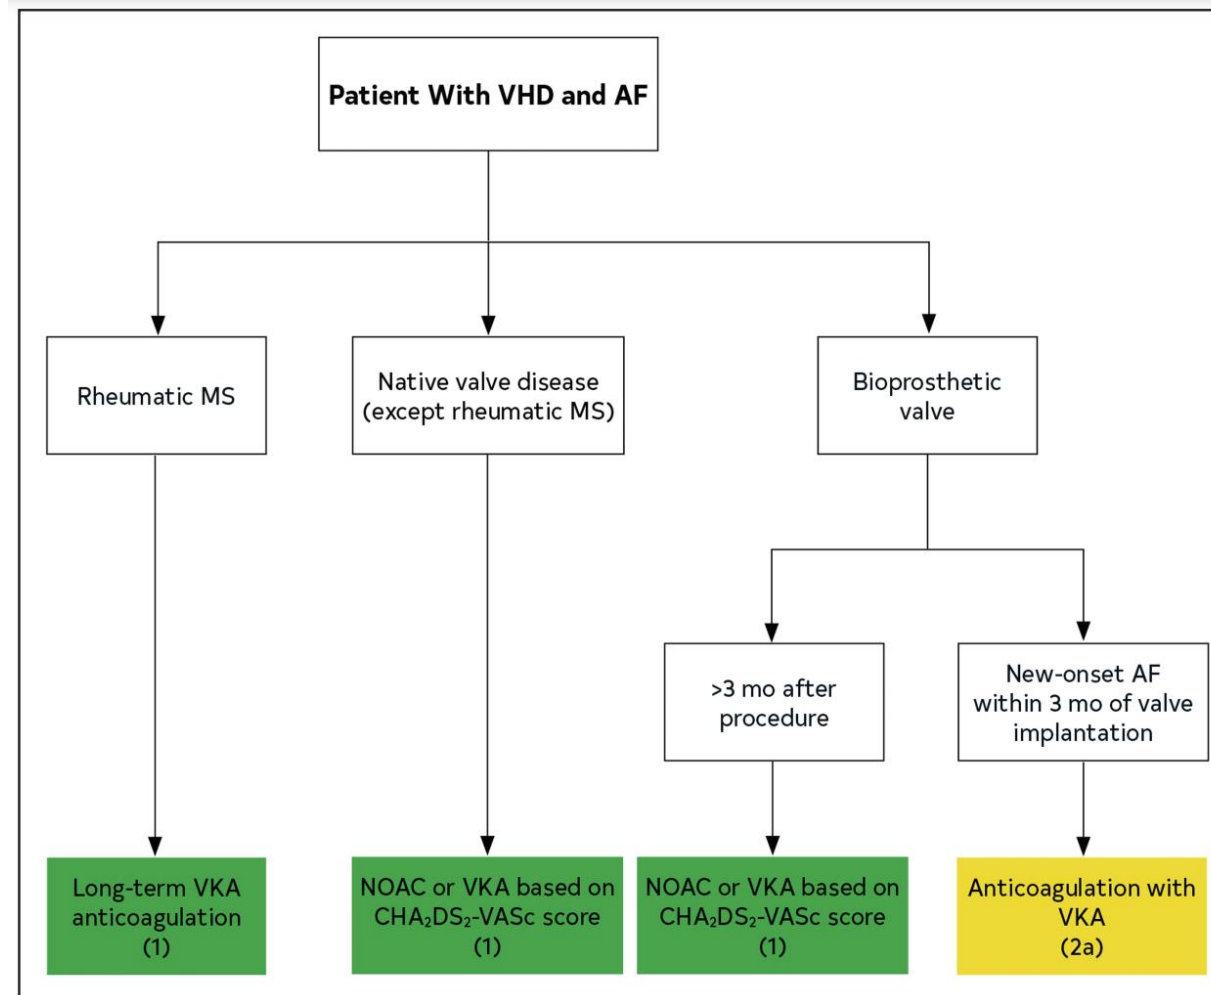 Patient With VHD and AF
Rheumatic MS
Native valve disease
(except rheumatic MS)
Bioprosthetic
valve
>3 mo after
procedure
New-onset AF
within 3 mo of valve
implantation
Long-term VKA
anticoagulation
(1)
NOAC or VKA based on
CHA₂DS₂-VASc score
(1)
NOAC or VKA based on
CHA₂DS₂-VASc score
(1)
Anticoagulation with
VKA
(2a)